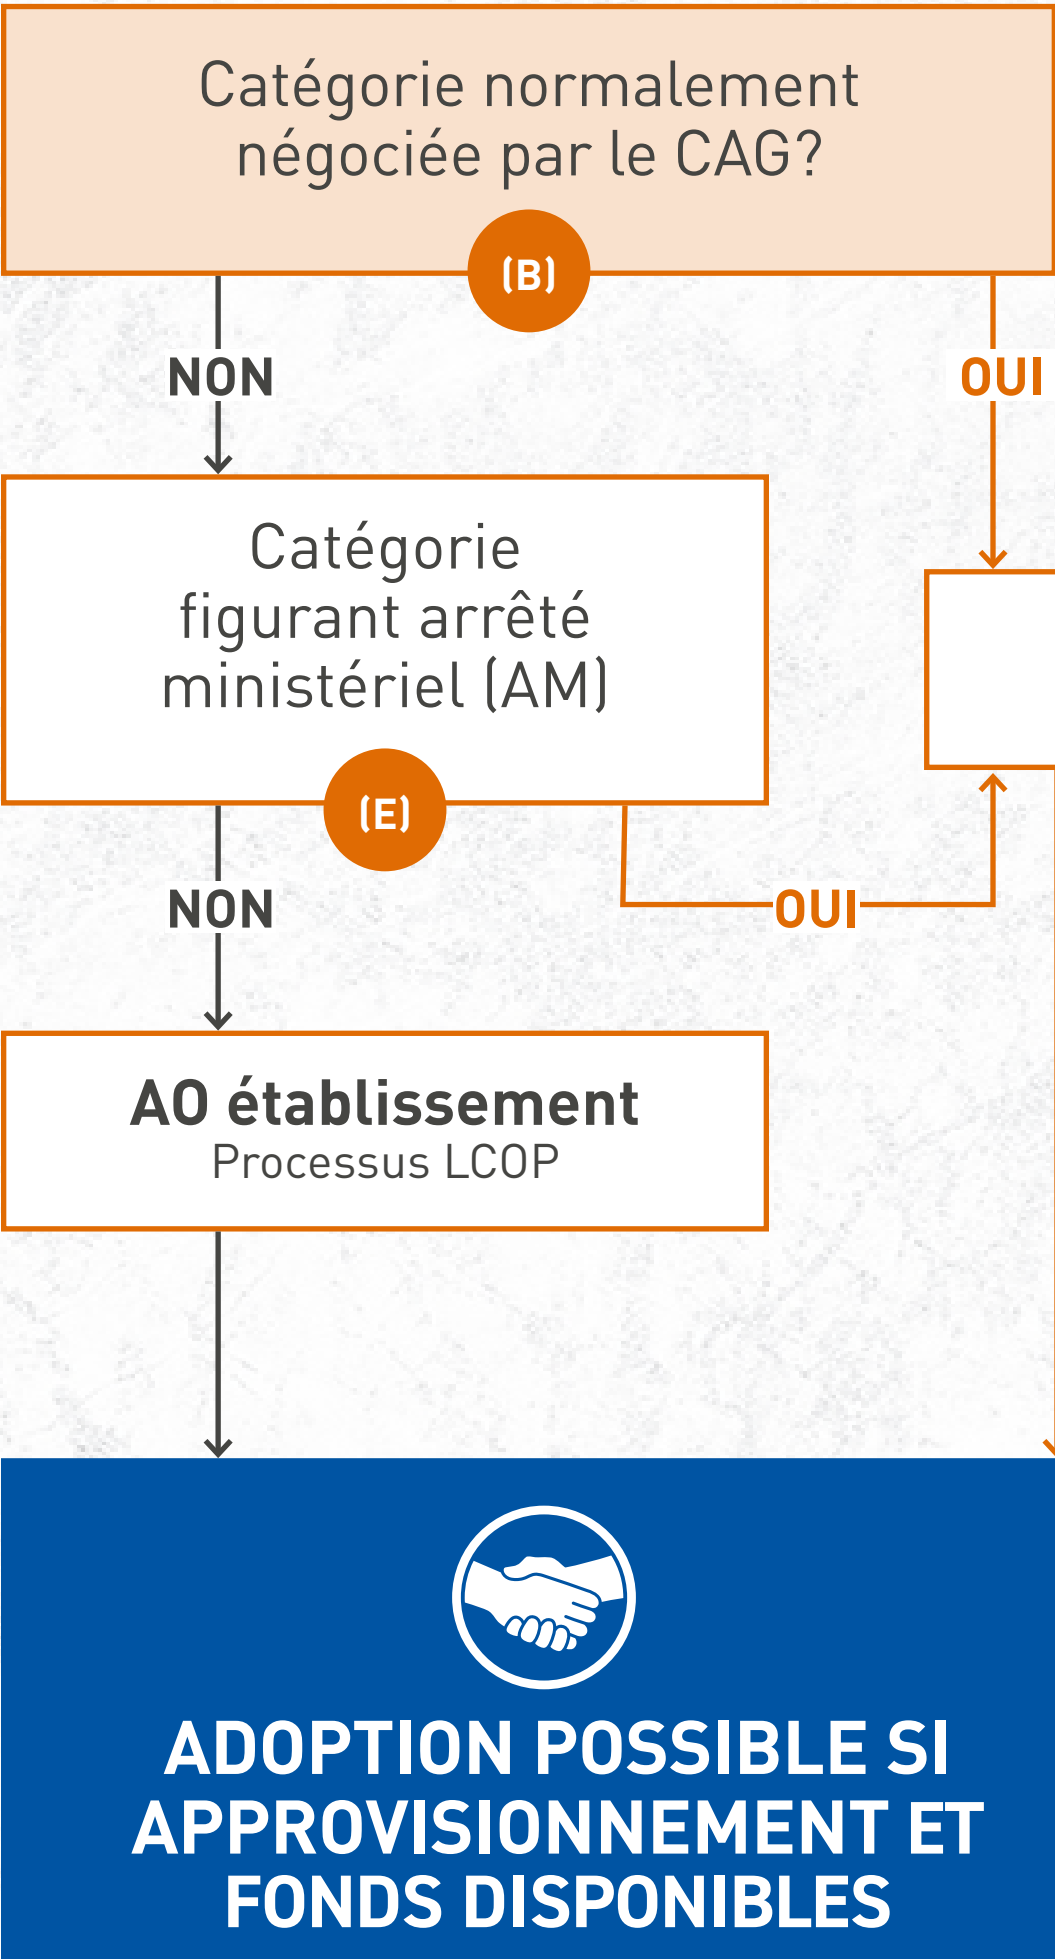 Catégorie normalement
négociée par le CAG?
(B)
NON
OUI
Catégorie
figurant arrêté
ministériel (AM)
(E)
NON
OUI
AO établissement
Processus LCOP
ADOPTION POSSIBLE SI
APPROVISIONNEMENT ET
FONDS DISPONIBLES